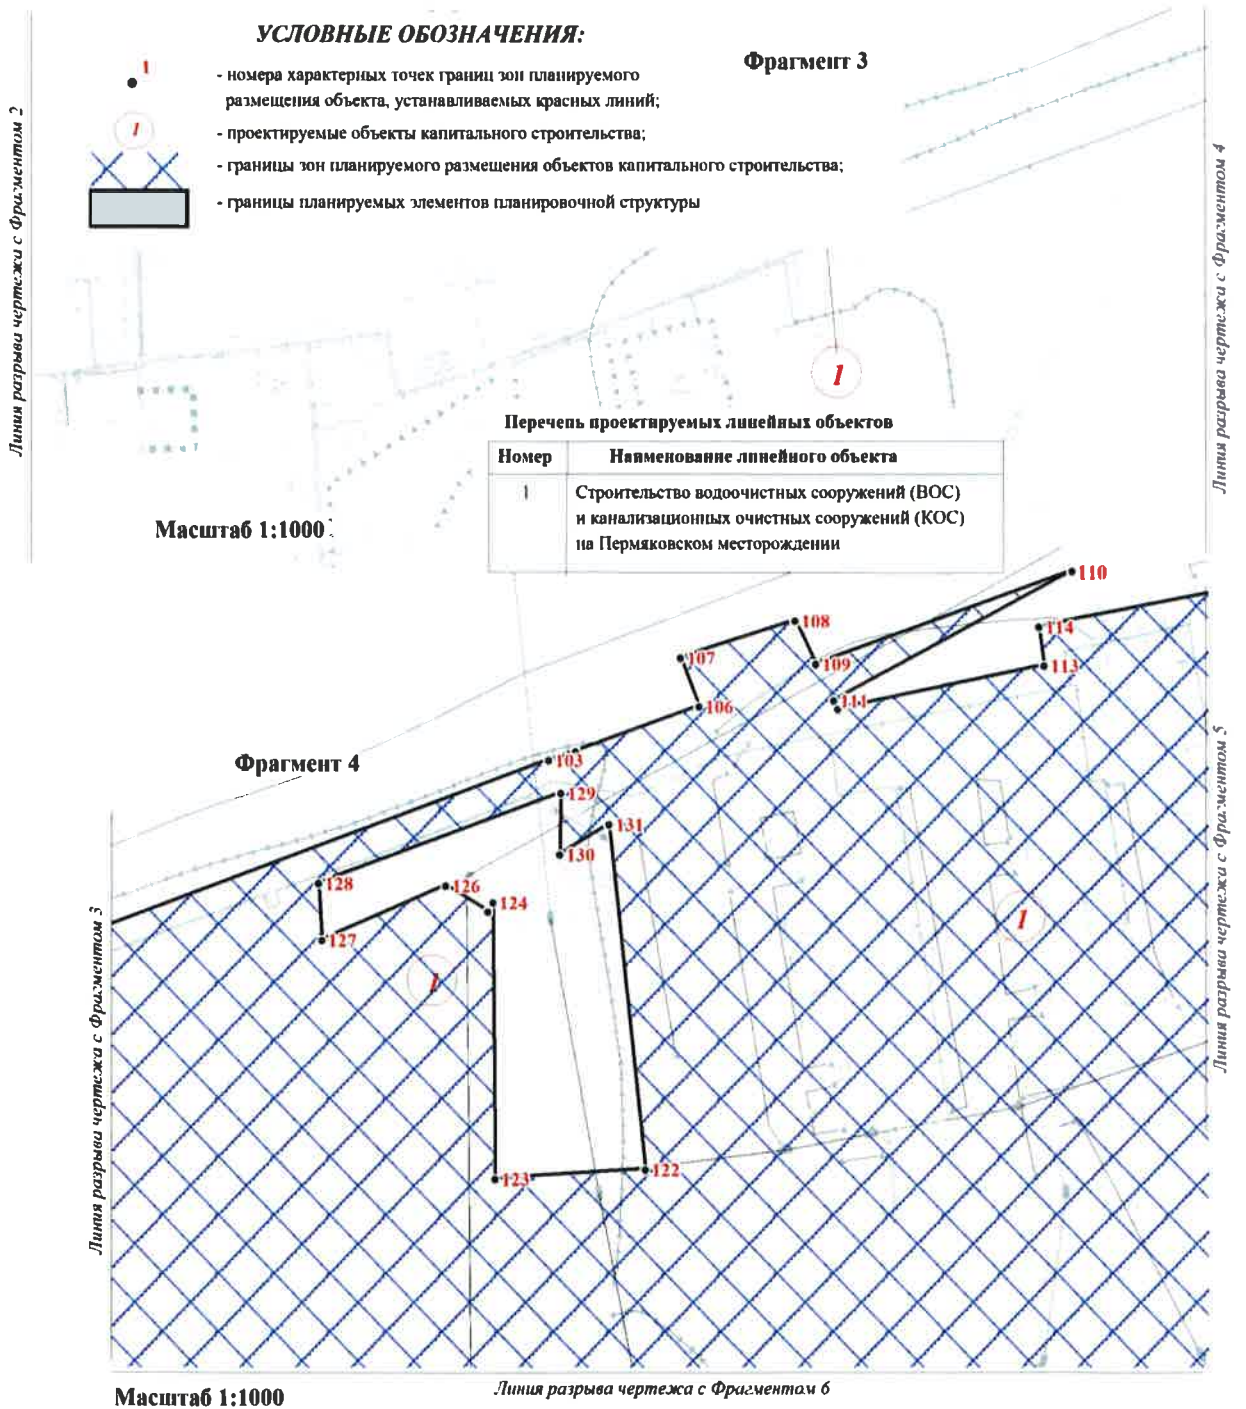 УСЛОВНЫЕ ОБОЗНАЧЕНИЯ:
Фрагмент 3
1
- номера характерных точек границ зон планируемого
размещения объекта, устанавливаемых красных линий;
1
- проектируемые объекты капитального строительства;
- границы зон планируемого размещения объектов капитального строительства;
- границы планируемых элементов планировочной структуры
Линия разрыва чертежа с Фрагментом 2
Линия разрыва чертежа с Фрагментом 4
1
Перечень проектируемых линейных объектов
Номер
Наименование линейного объекта
1
Строительство водоочистных сооружений (ВОС)
и канализационных очистных сооружений (КОС)
на Пермяковском месторождении
Масштаб 1:1000
110
108
114
107
109
113
106
111
103
Фрагмент 4
129
131
130
128
126
124
127
1
1
123
122
Линия разрыва чертежа с Фрагментом 3
Линия разрыва чертежа с Фрагментом 5
Линия разрыва чертежа с Фрагментом 6
Масштаб 1:1000